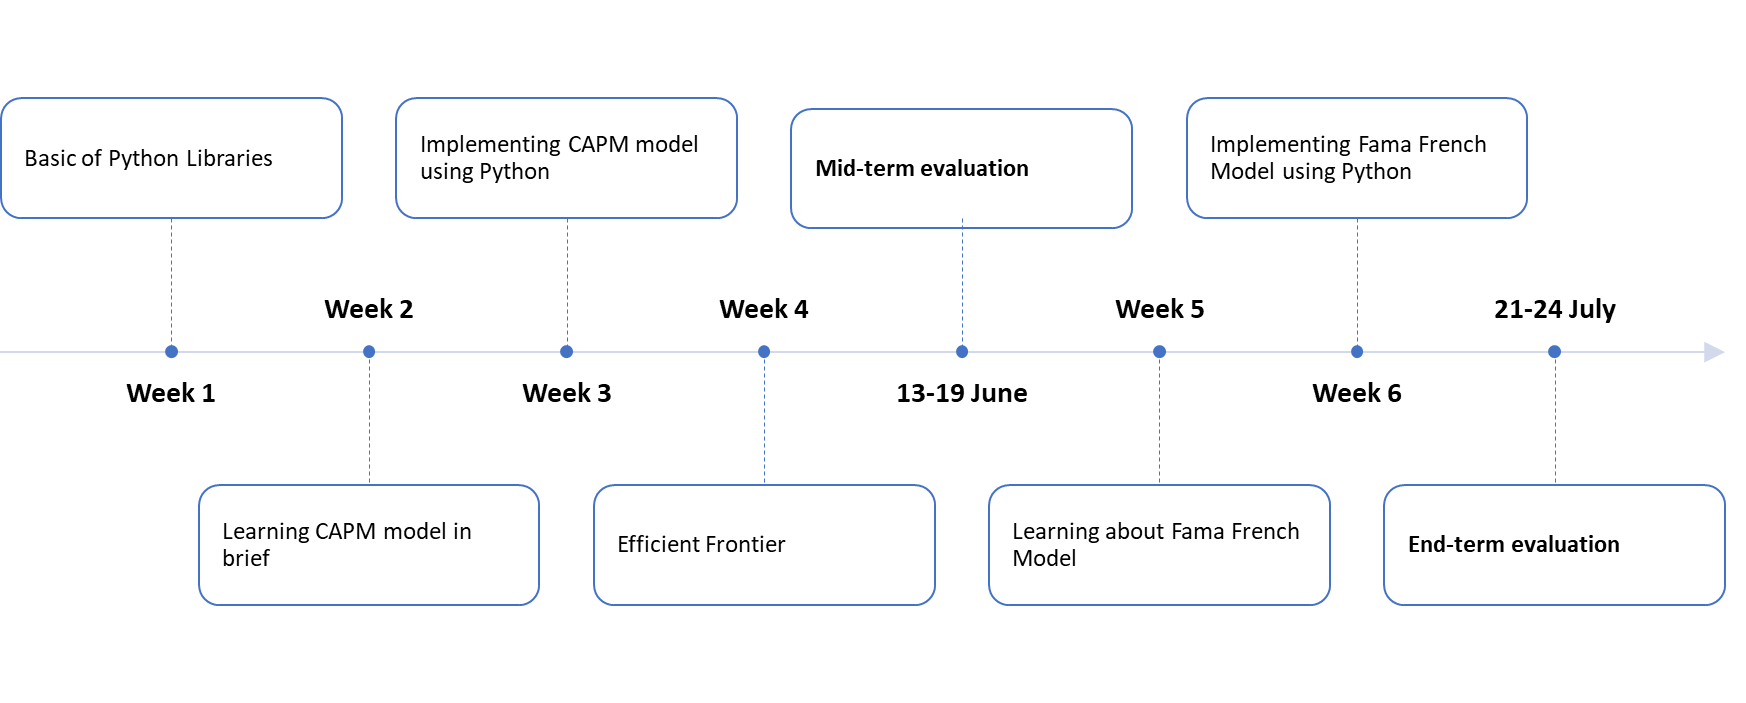 Basic of Python Libraries
Implementing CAPM model
using Python
Mid-term evaluation
Implementing Fama French
Model using Python
Week 2
Week 4
Week 5
21-24 July
Week 1
Week 3
13-19 June
Week 6
Learning CAPM model in
brief
Efficient Frontier
Learning about Fama French
Model
End-term evaluation